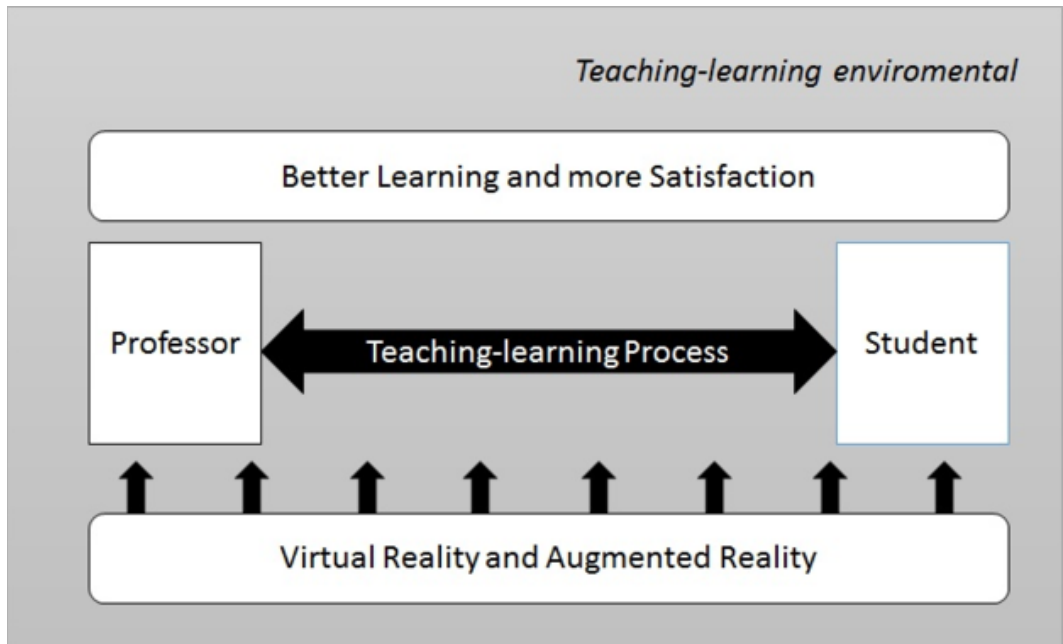 Teaching-learning enviromental
Better Learning and more Satisfaction
Professor
Teaching-learning Process
Student
Virtual Reality and Augmented Reality